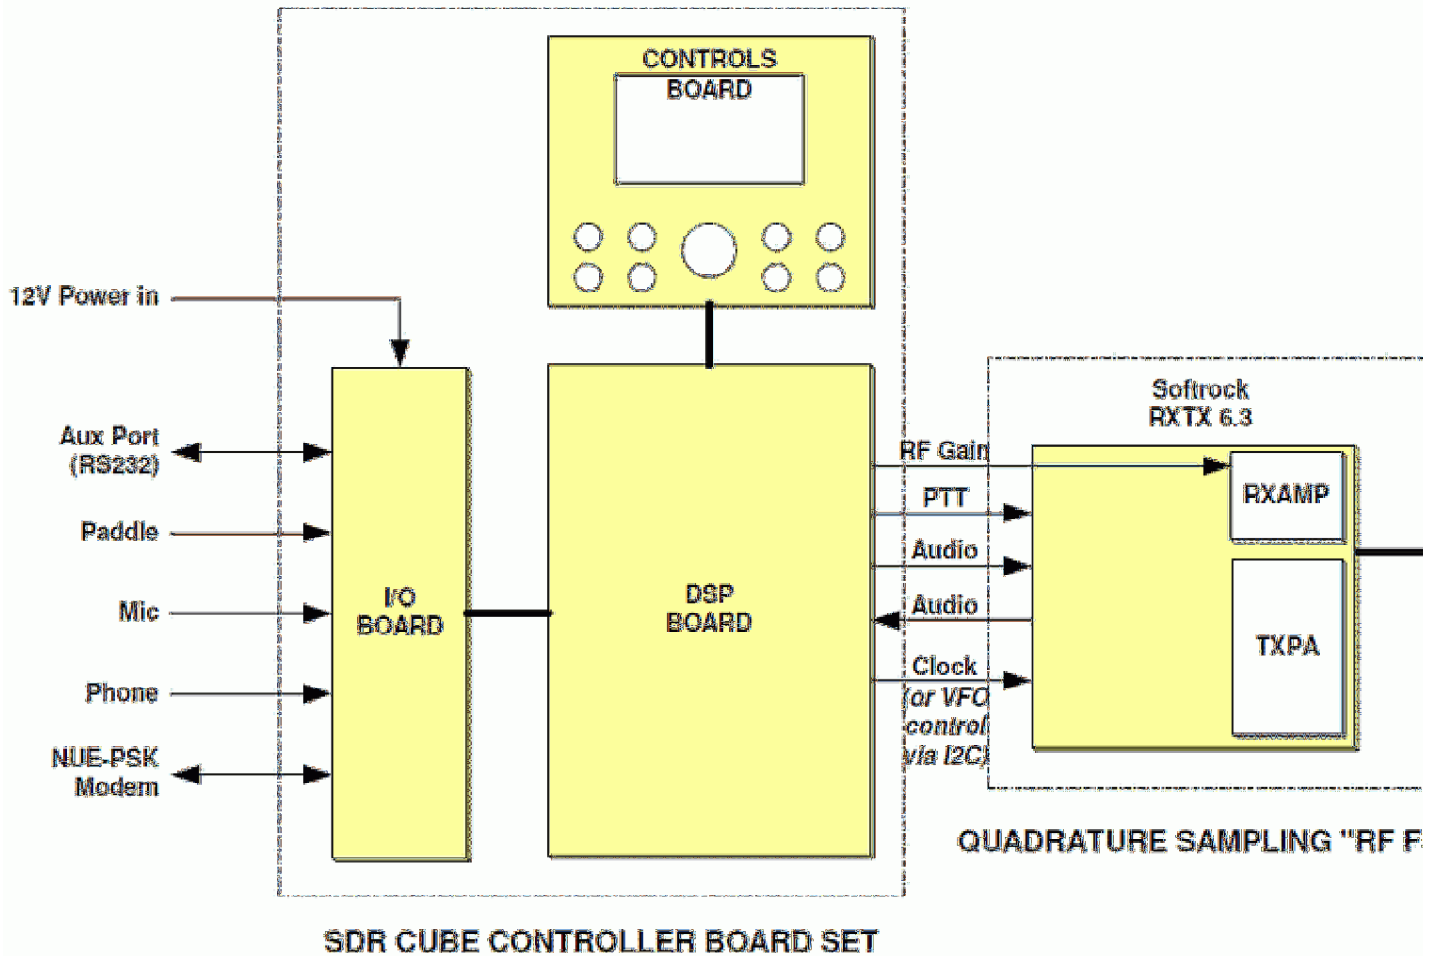 CONTROLS
BOARD
12V Power in
Softrock
RXTX 6.3
Aux Port
(RS232)
RF Gain
RXAMP
PTT
Paddle
Audio
I/O
BOARD
DSP
BOARD
Audio
Mic
TXPA
Clock
(or VFO
control
via I2C)
Phone
NUE-PSK
Modem
QUADRATURE SAMPLING "RF F
SDR CUBE CONTROLLER BOARD SET